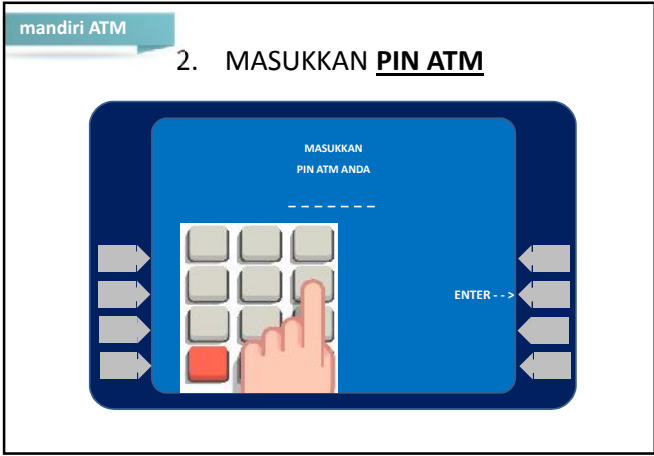 mandiri ATM
2. MASUKKAN PIN ATM
MASUKKAN
PIN ATM ANDA
_ _ _ _ _ _ _
ENTER - - >